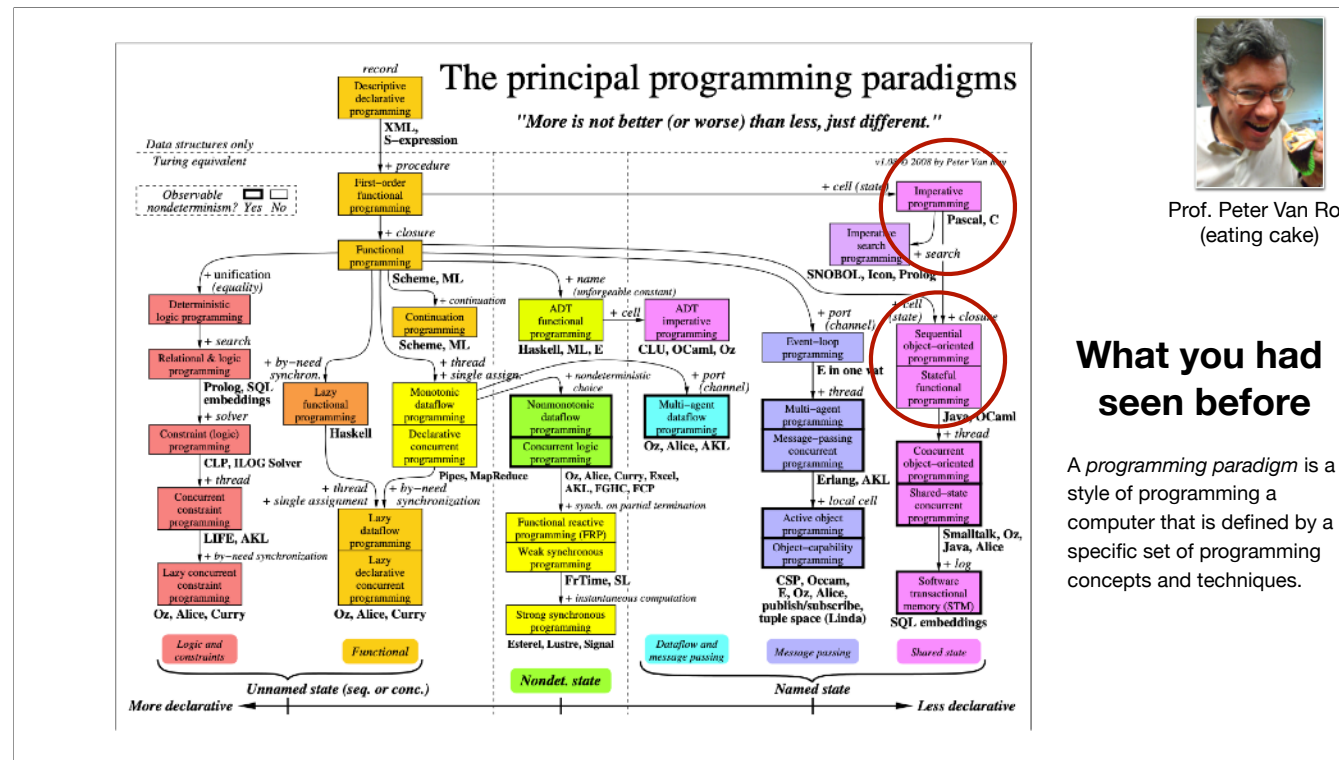 record
The principal programming paradigms
Descriptive
declarative
programming
"More is not better (or worse) than less, just different."
XML,
S−expression
Data structures only
Turing equivalent
+ procedure
v1.08 © 2008 by Peter Van Roy
Observable
nondeterminism? Yes No
First−order
functional
programming
+ cell (state)
Imperative
programming
Pascal, C
+ closure
Imperative
search
programming
+ search
SNOBOL, Icon, Prolog
Functional
programming
Scheme, ML
+ unification
(equality)
+ continuation
+ name
(unforgeable constant)
+ port
(channel)
+ cell
(state)
+ closure
Deterministic
logic programming
Continuation
programming
Scheme, ML
ADT
functional
programming
Haskell, ML, E
+ cell
ADT
imperative
programming
CLU, OCaml, Oz
Event−loop
programming
E in one vat
Sequential
object−oriented
programming
Stateful
functional
programming
Java, OCaml
+ search
Relational & logic
programming
Prolog, SQL
embeddings
+ by−need
synchron.
+ thread
+ single assign.
+ nondeterministic
choice
+ port
(channel)
+ thread
+ thread
Lazy
functional
programming
Haskell
Monotonic
dataflow
programming
Declarative
concurrent
programming
Pipes, MapReduce
Nonmonotonic
dataflow
programming
Concurrent logic
programming
Oz, Alice, Curry, Excel,
AKL, FGHC, FCP
Multi−agent
dataflow
programming
Oz, Alice, AKL
Multi−agent
programming
Message−passing
concurrent
programming
Erlang, AKL
Concurrent
object−oriented
programming
Shared−state
concurrent
programming
Smalltalk, Oz,
Java, Alice
+ solver
Constraint (logic)
programming
CLP, ILOG Solver
+ thread
+ thread
+ single assignment
+ by−need
synchronization
+ synch. on partial termination
+ local cell
+ log
Concurrent
constraint
programming
LIFE, AKL
+ by−need synchronization
Lazy concurrent
constraint
programming
Oz, Alice, Curry
Lazy
dataflow
programming
Lazy
declarative
concurrent
programming
Oz, Alice, Curry
Functional reactive
programming (FRP)
Weak synchronous
programming
FrTime, SL
+ instantaneous computation
Strong synchronous
programming
Esterel, Lustre, Signal
Active object
programming
Object−capability
programming
CSP, Occam,
E, Oz, Alice,
publish/subscribe,
tuple space (Linda)
Software
transactional
memory (STM)
SQL embeddings
Logic and
constraints
Functional
Dataflow and
message passing
Message passing
Shared state
Unnamed state (seq. or conc.)
Nondet. state
Named state
More declarative
Less declarative
Prof. Peter Van Ro
(eating cake)
What you had
seen before
A programming paradigm is a
style of programming a
computer that is defined by a
specific set of programming
concepts and techniques.